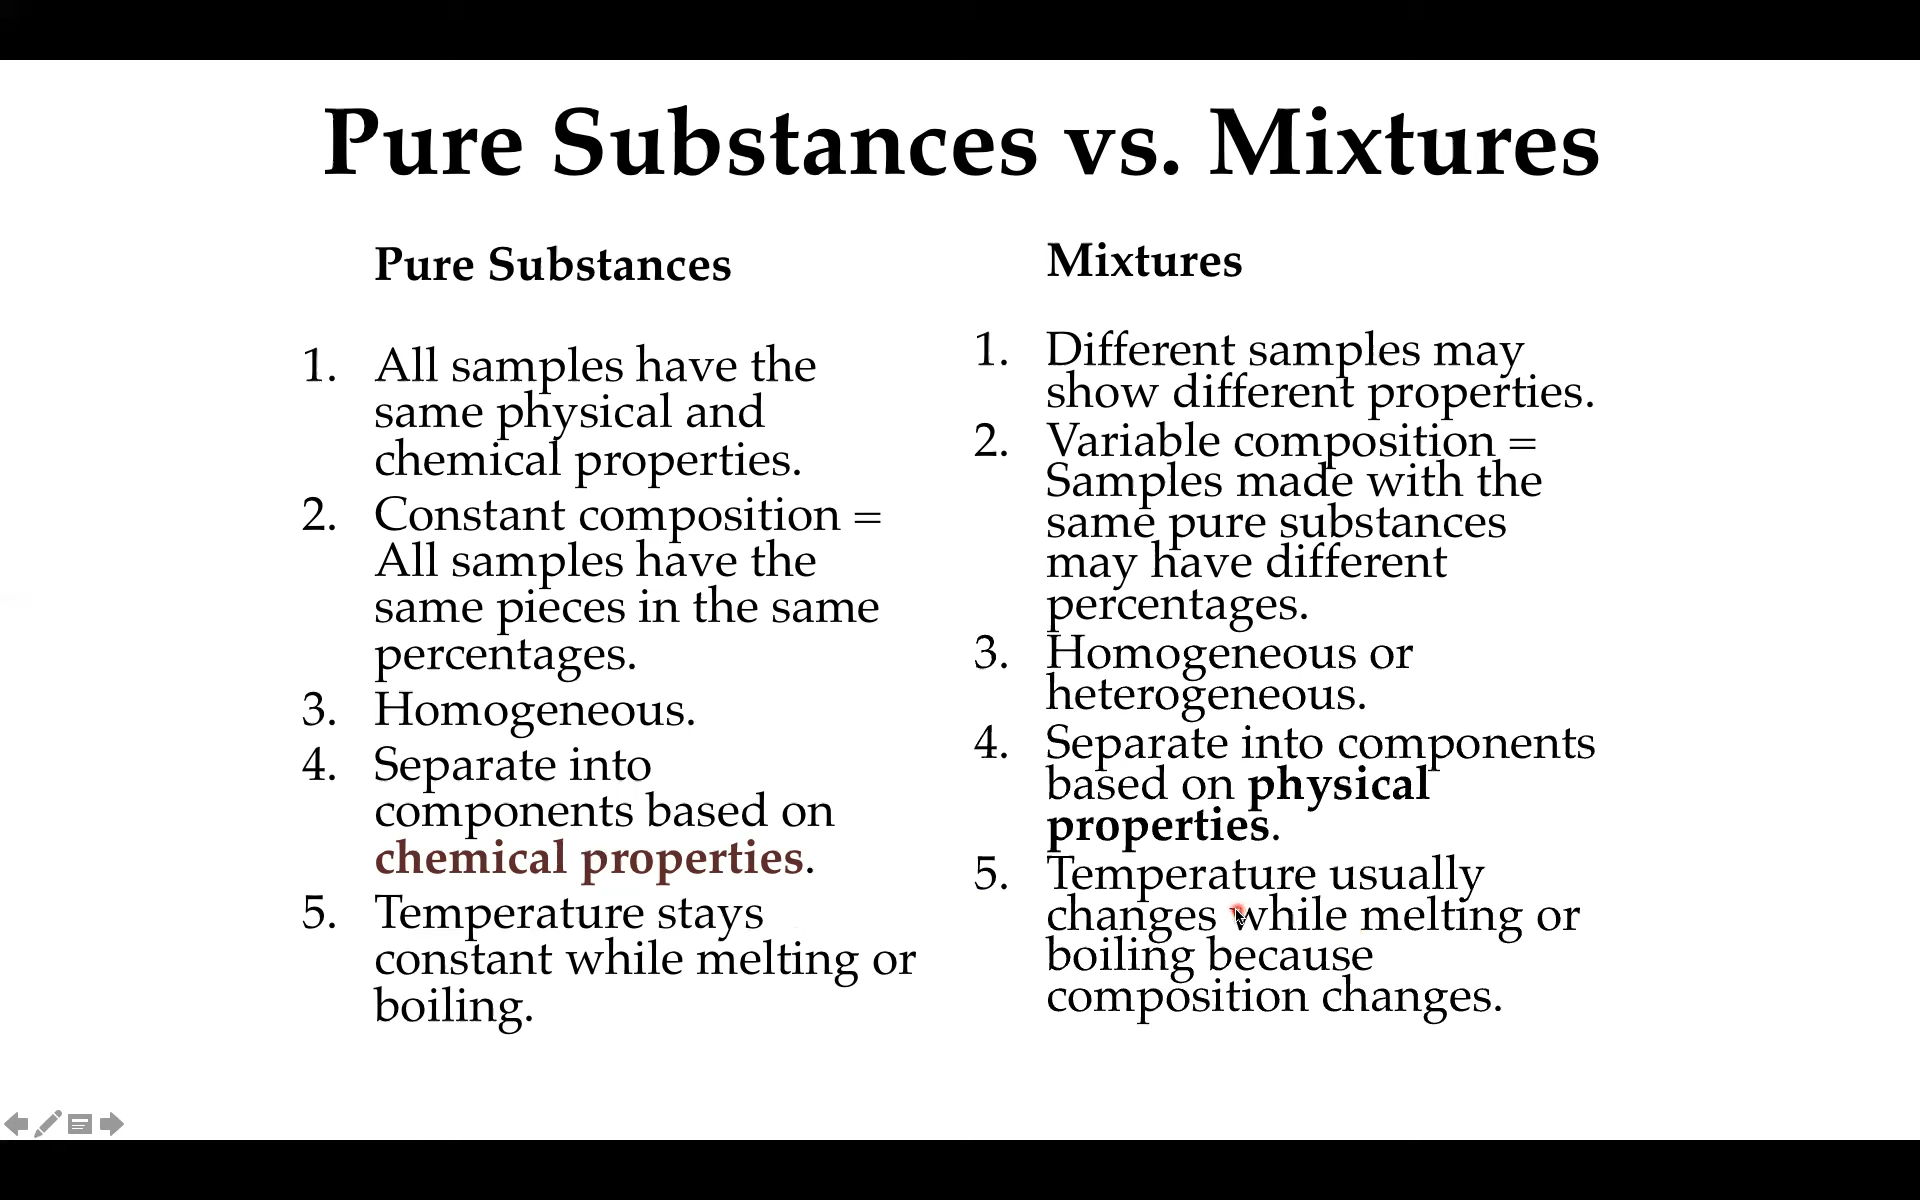 Pure Substances vs. Mixtures
Pure Substances
1. All samples have the
same physical and
chemical properties.
2. Constant composition =
All samples have the
same pieces in the same
percentages.
3. Homogeneous.
4. Separate into
components based on
chemical properties.
5. Temperature stays
constant while melting or
boiling.
Mixtures
1. Different samples may
show different properties.
2. Variable composition =
Samples made with the
same pure substances
may have different
percentages.
3. Homogeneous or
heterogeneous.
4. Separate into components
based on physical
properties.
5. Temperature usually
changes while melting or
boiling because
composition changes.